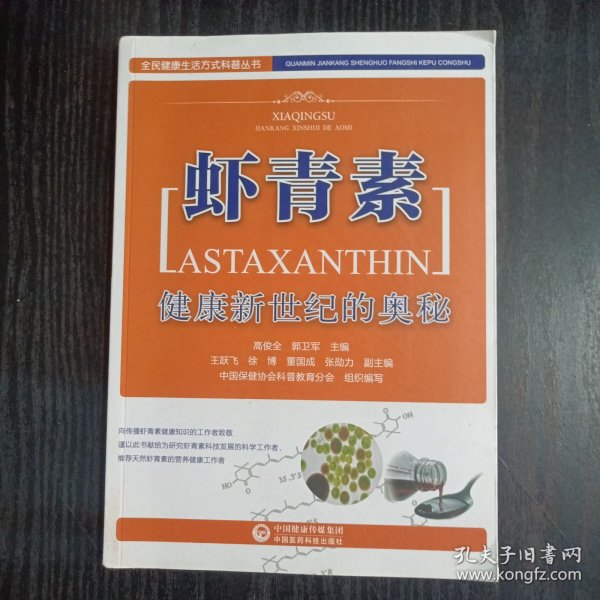 全民健康生活方式科普丛书
QUANMIN JIANKANG SHENGHUO FANGSHI KEPU CONGSHU
XIAQINGSU
JIANKANG XINSHIJI DE AOMI
虾青素
ASTAXANTHIN
健康新世纪的奥秘
高俊全 郭卫军 主编
王跃飞 徐 博 董国成 张勋力 副主编
中国保健协会科普教育分会 组织编写
向传播虾青素健康知识的工作者致敬
谨以此书献给为研究虾青素科技发展的科学工作者、
推荐天然虾青素的营养健康工作者
OH
O
HO
O
3S.3'S
3'R
中国健康传媒集团
中国医药科技出版社
孔夫子旧书网
www.kongfz.com